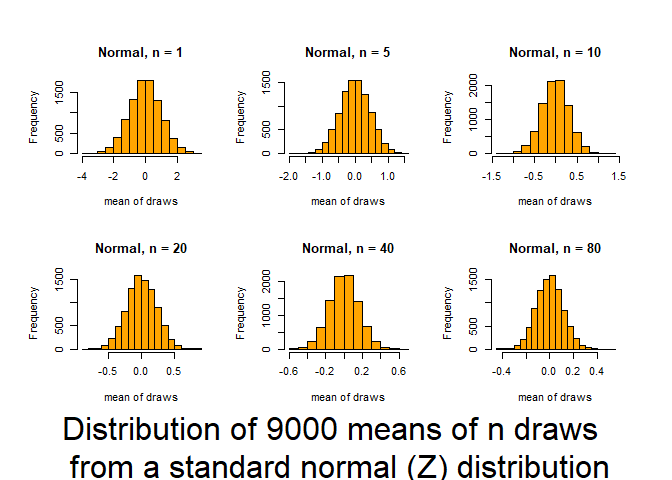 Normal, n = 1
Frequency
0 500 1500
-4 -2 0 2
mean of draws
Normal, n = 5
Frequency
0 500 1500
-2.0 -1.0 0.0 1.0
mean of draws
Normal, n = 10
Frequency
0 1000 2000
-1.5 -0.5 0.5 1.5
mean of draws
Normal, n = 20
Frequency
0 500 1500
-0.5 0.0 0.5
mean of draws
Normal, n = 40
Frequency
0 1000 2000
-0.6 -0.2 0.2 0.6
mean of draws
Normal, n = 80
Frequency
0 500 1500
-0.4 0.0 0.2 0.4
mean of draws
Distribution of 9000 means of n draws
from a standard normal (Z) distribution